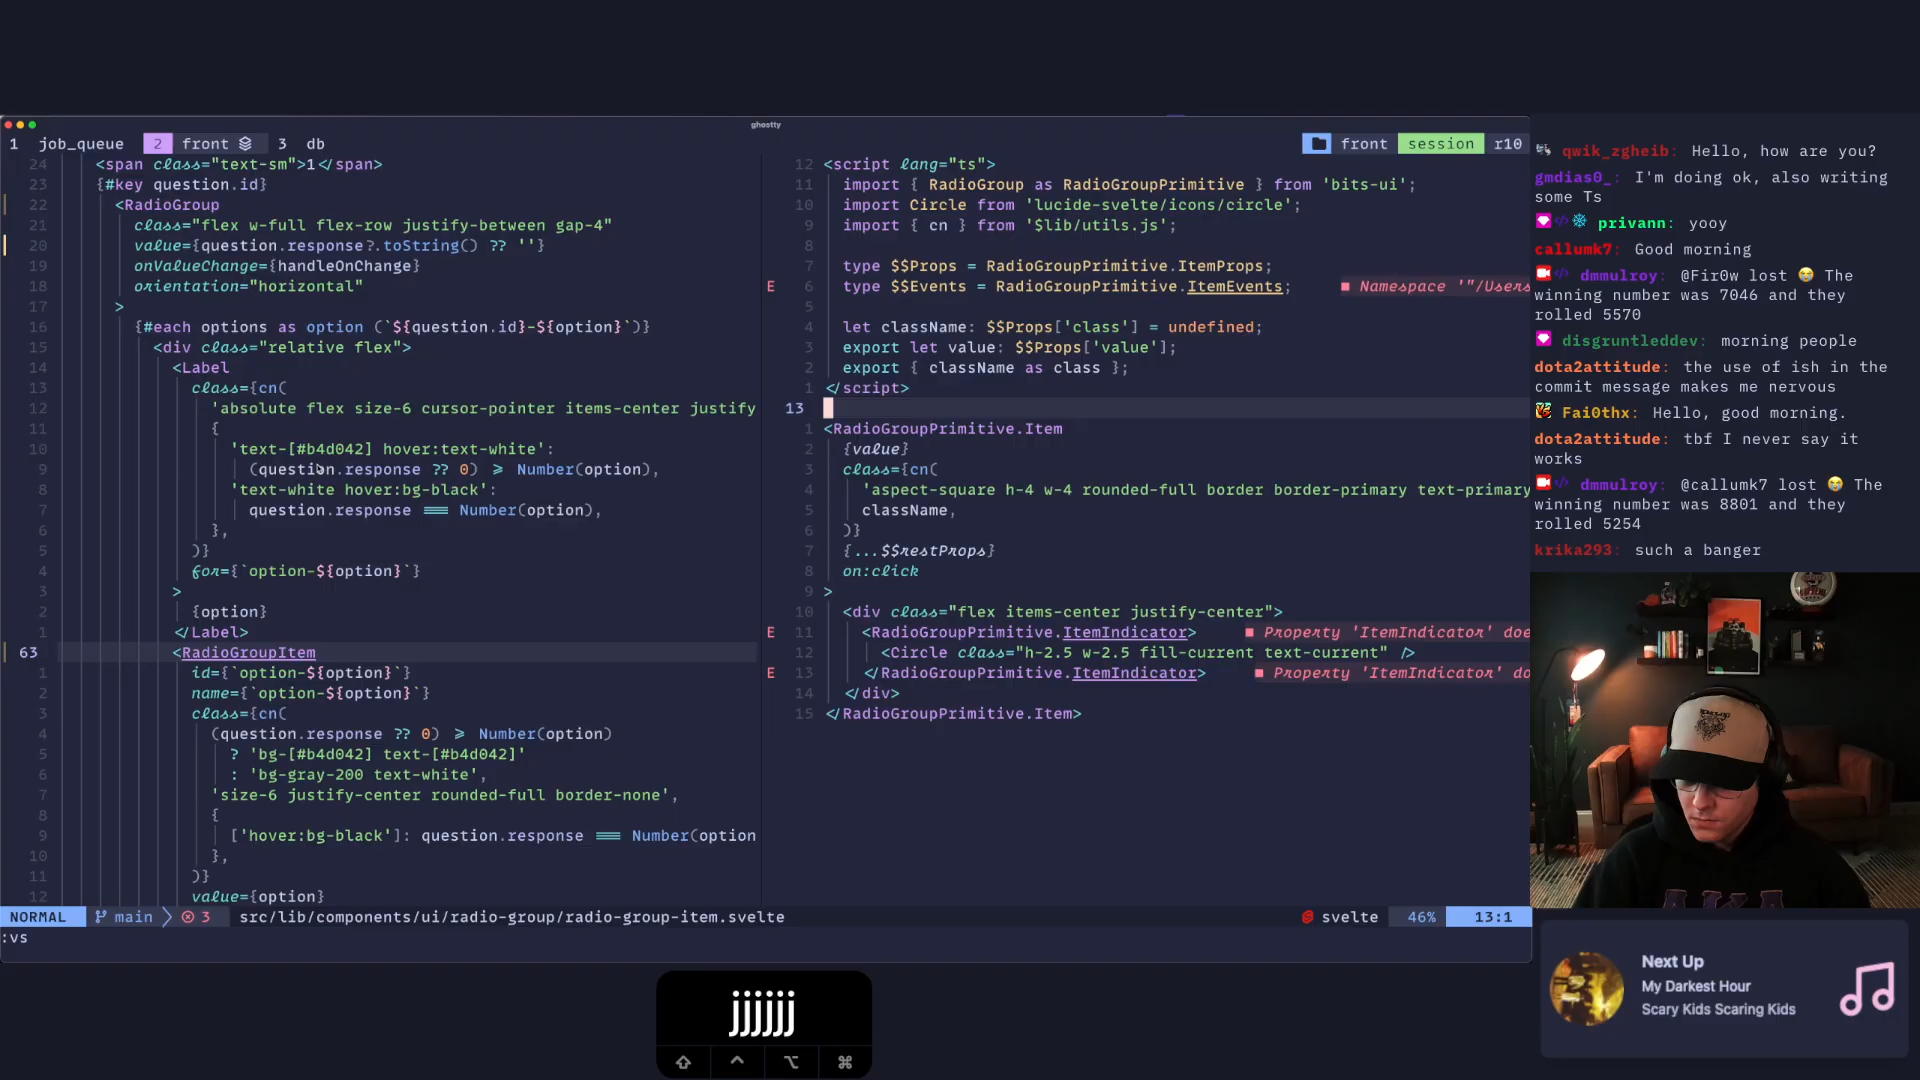 ghostty
1 job_queue 2 front 3 db
front session r10
24 <span class="text-sm">1</span>
23 {#key question.id}
22 <RadioGroup
21 class="flex w-full flex-row justify-between gap-4"
20 value={question.response?.toString() ?? ''}
19 onValueChange={handleOnChange}
18 orientation="horizontal"
17 >
16 {#each options as option (`${question.id}-${option}`)}
15 <div class="relative flex">
14 <Label
13 class={cn(
12 'absolute flex size-6 cursor-pointer items-center justify
11 {
10 'text-[#b4d042] hover:text-white':
9 (question.response ?? 0) >= Number(option),
8 'text-white hover:bg-black':
7 question.response === Number(option),
6 },
5 )}
4 for={`option-${option}`}
3 >
2 {option}
1 </Label>
63 <RadioGroupItem
1 id={`option-${option}`}
2 name={`option-${option}`}
3 class={cn(
4 (question.response ?? 0) >= Number(option)
5 ? 'bg-[#b4d042] text-[#b4d042]'
6 : 'bg-gray-200 text-white',
7 'size-6 justify-center rounded-full border-none',
8 {
9 ['hover:bg-black']: question.response === Number(option
10 },
11 )}
12 value={option}
12 <script lang="ts">
11 import { RadioGroup as RadioGroupPrimitive } from 'bits-ui';
10 import Circle from 'lucide-svelte/icons/circle';
9 import { cn } from '$lib/utils.js';
8
7 type $$Props = RadioGroupPrimitive.ItemProps;
E 6 type $$Events = RadioGroupPrimitive.ItemEvents; ■ Namespace '"/Users
5
4 let className: $$Props['class'] = undefined;
3 export let value: $$Props['value'];
2 export { className as class };
1 </script>
13
1 <RadioGroupPrimitive.Item
2 {value}
3 class={cn(
4 'aspect-square h-4 w-4 rounded-full border border-primary text-primary
5 className,
6 )}
7 {...$$restProps}
8 on:click
9 >
10 <div class="flex items-center justify-center">
E 11 <RadioGroupPrimitive.ItemIndicator> ■ Property 'ItemIndicator' doe
12 <Circle class="h-2.5 w-2.5 fill-current text-current" />
E 13 </RadioGroupPrimitive.ItemIndicator> ■ Property 'ItemIndicator' do
14 </div>
15 </RadioGroupPrimitive.Item>
NORMAL main 3 src/lib/components/ui/radio-group/radio-group-item.svelte svelte 46% 13:1
:vs
jjjjjj
⇧ ^ ⌥ ⌘
qwik_zgheib: Hello, how are you?
gmdias0_: I'm doing ok, also writing
some Ts
privann: yooy
callumk7: Good morning
dmmulroy: @Fir0w lost 😭 The
winning number was 7046 and they
rolled 5570
disgruntleddev: morning people
dota2attitude: the use of ish in the
commit message makes me nervous
Fai0thx: Hello, good morning.
dota2attitude: tbf I never say it
works
dmmulroy: @callumk7 lost 😭 The
winning number was 8801 and they
rolled 5254
krika293: such a banger
Next Up
My Darkest Hour
Scary Kids Scaring Kids